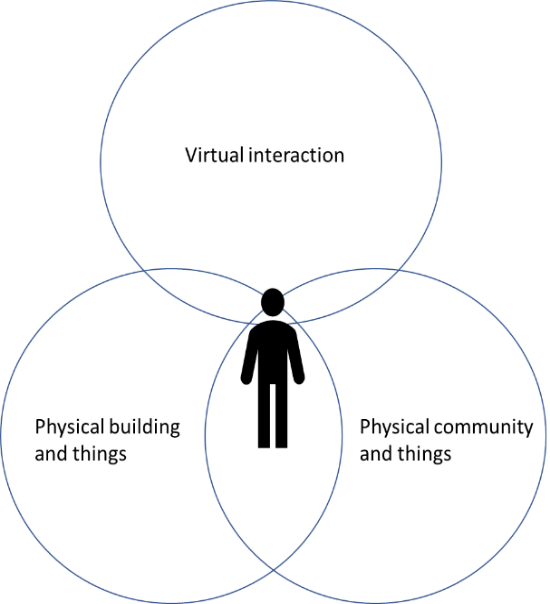 Virtual interaction
Physical building
and things
Physical community
and things